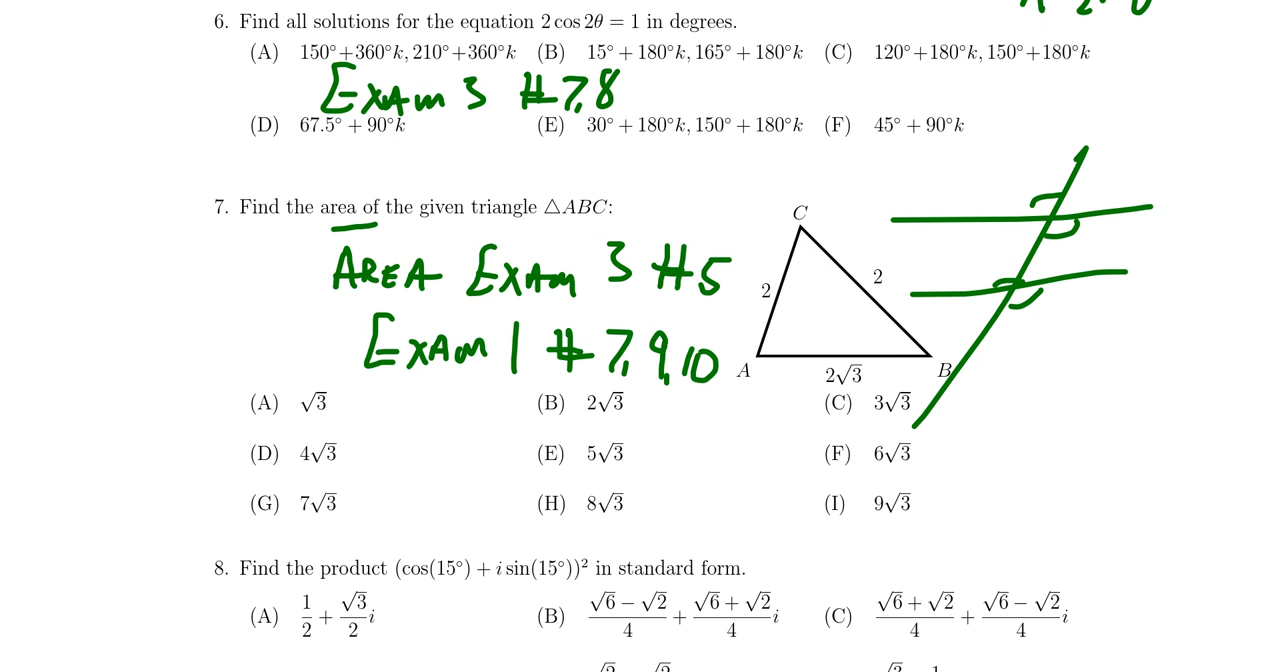 6. Find all solutions for the equation 2 cos 2θ = 1 in degrees.
(A) 150°+360°k, 210°+360°k (B) 15° + 180°k, 165° + 180°k (C) 120°+180°k, 150°+180°k
EXAM 3 #7,8
(D) 67.5° + 90°k (E) 30° + 180°k, 150° + 180°k (F) 45° + 90°k
7. Find the area of the given triangle △ABC:
C
AREA EXAM 3 #5
2 2
EXAM 1 #7,9,10
A 2√3 B
(A) √3 (B) 2√3 (C) 3√3
(D) 4√3 (E) 5√3 (F) 6√3
(G) 7√3 (H) 8√3 (I) 9√3
8. Find the product (cos(15°) + i sin(15°))² in standard form.
(A) 1/2 + √3/2 i (B) √6 − √2/4 + √6 + √2/4 i (C) √6 + √2/4 + √6 − √2/4 i